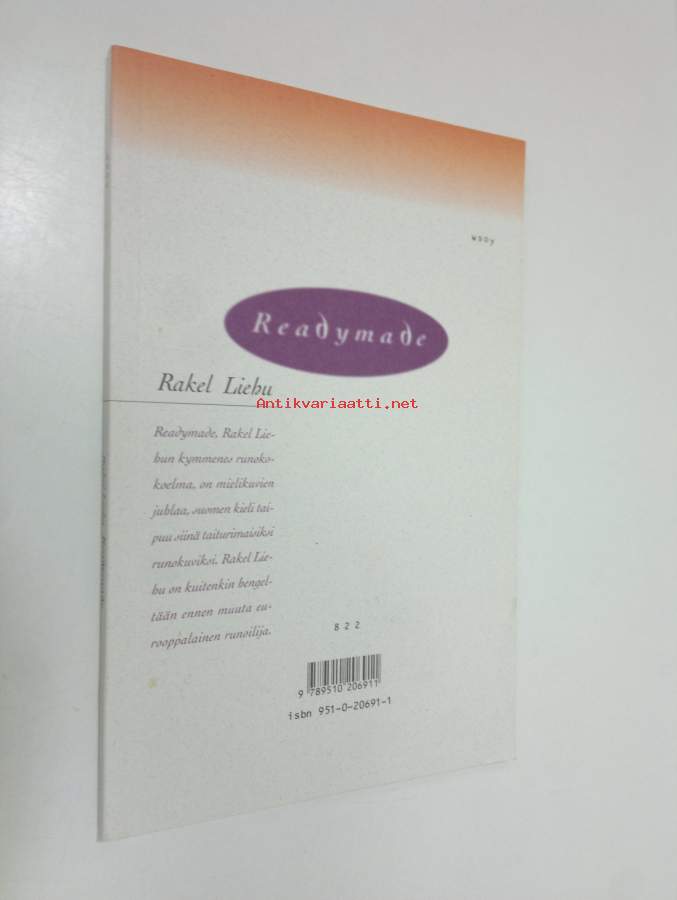 wsoy
Readymade
Rakel Liehu
Antikvariaatti.net
Readymade, Rakel Lie-
hun kymmenes runoko-
koelma, on mielikuvien
juhlaa, suomen kieli tai-
puu siinä taiturimaisiksi
runokuviksi. Rakel Lie-
hu on kuitenkin hengel-
tään ennen muuta eu-
rooppalainen runoilija.
822
9 789510 206911
isbn 951-0-20691-1